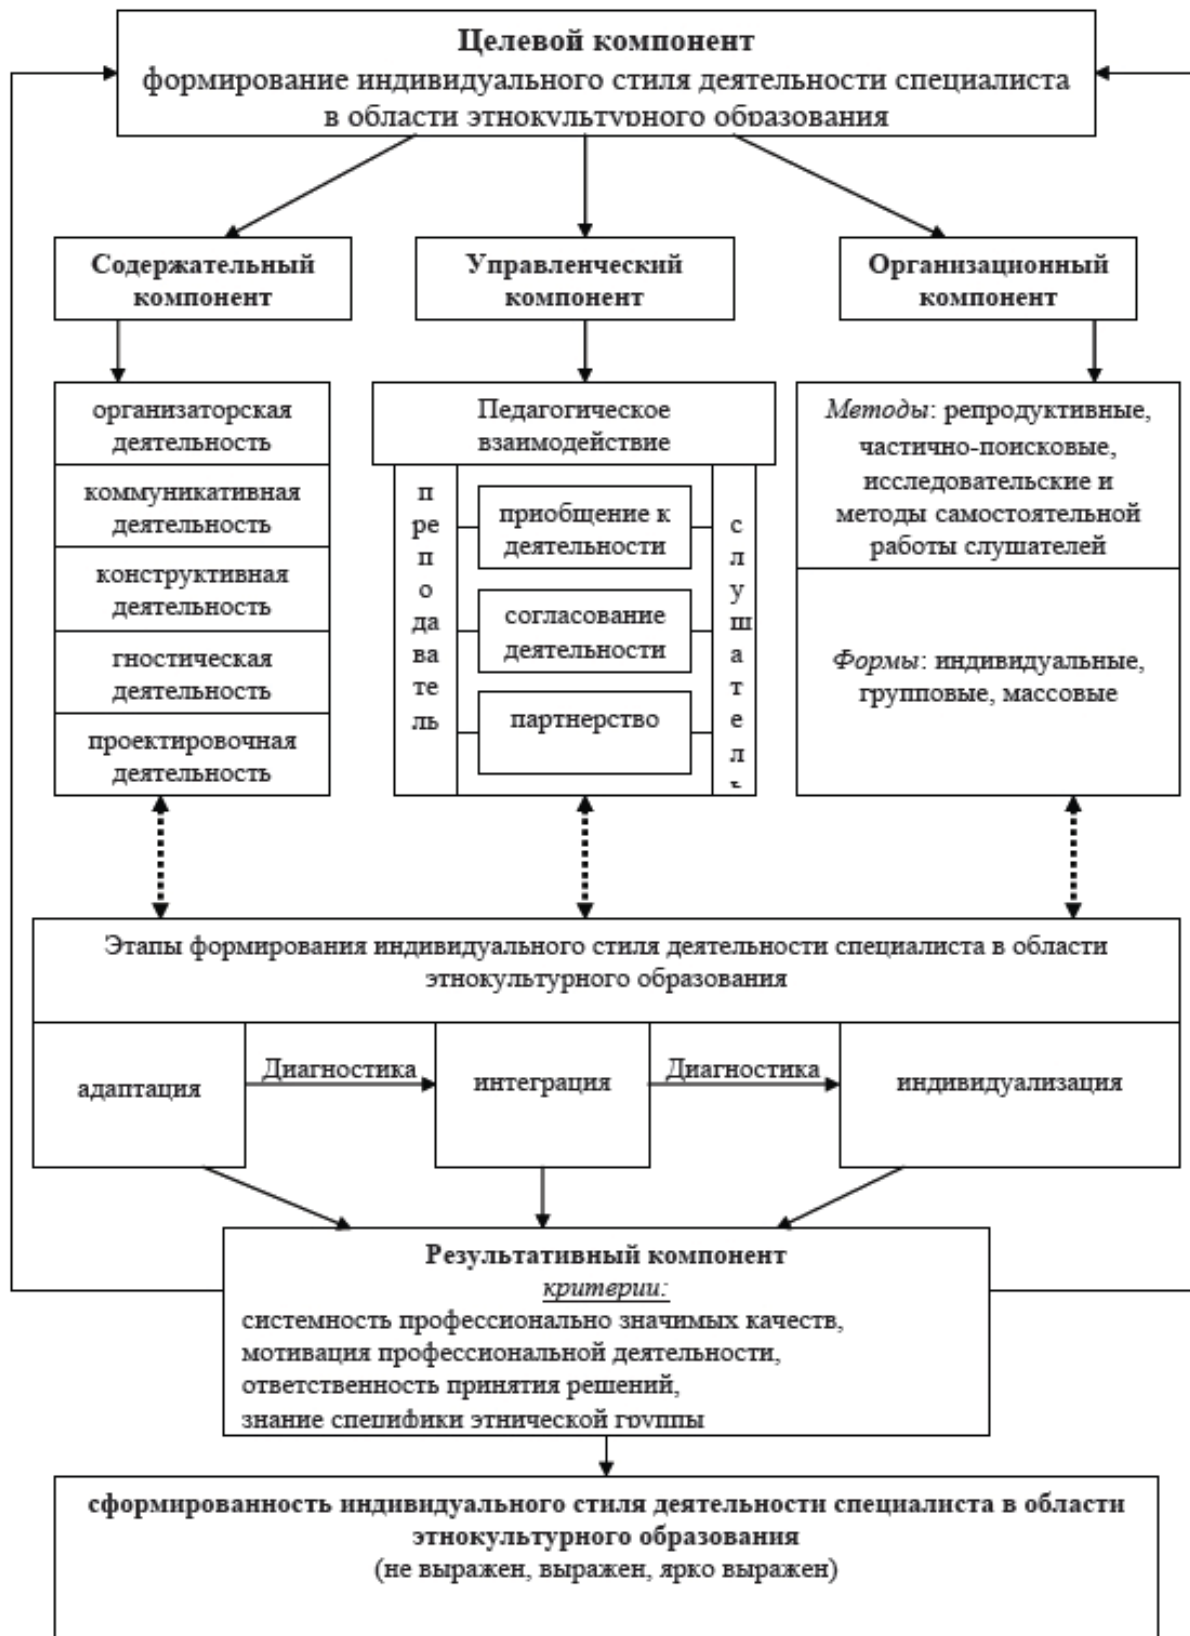 Целевой компонент
формирование индивидуального стиля деятельности специалиста
в области этнокультурного образования
Содержательный
компонент
Управленческий
компонент
Организационный
компонент
организаторская
деятельность
коммуникативная
деятельность
конструктивная
деятельность
гностическая
деятельность
проектировочная
деятельность
Педагогическое
взаимодействие
п
ре
п
о
да
ва
те
ль
приобщение к
деятельности
согласование
деятельности
партнерство
с
л
у
ш
а
т
е
л
ь
Методы: репродуктивные,
частично-поисковые,
исследовательские и
методы самостоятельной
работы слушателей
Формы: индивидуальные,
групповые, массовые
Этапы формирования индивидуального стиля деятельности специалиста в области
этнокультурного образования
адаптация
Диагностика
интеграция
Диагностика
индивидуализация
Результативный компонент
критерии:
системность профессионально значимых качеств,
мотивация профессиональной деятельности,
ответственность принятия решений,
знание специфики этнической группы
сформированность индивидуального стиля деятельности специалиста в области
этнокультурного образования
(не выражен, выражен, ярко выражен)